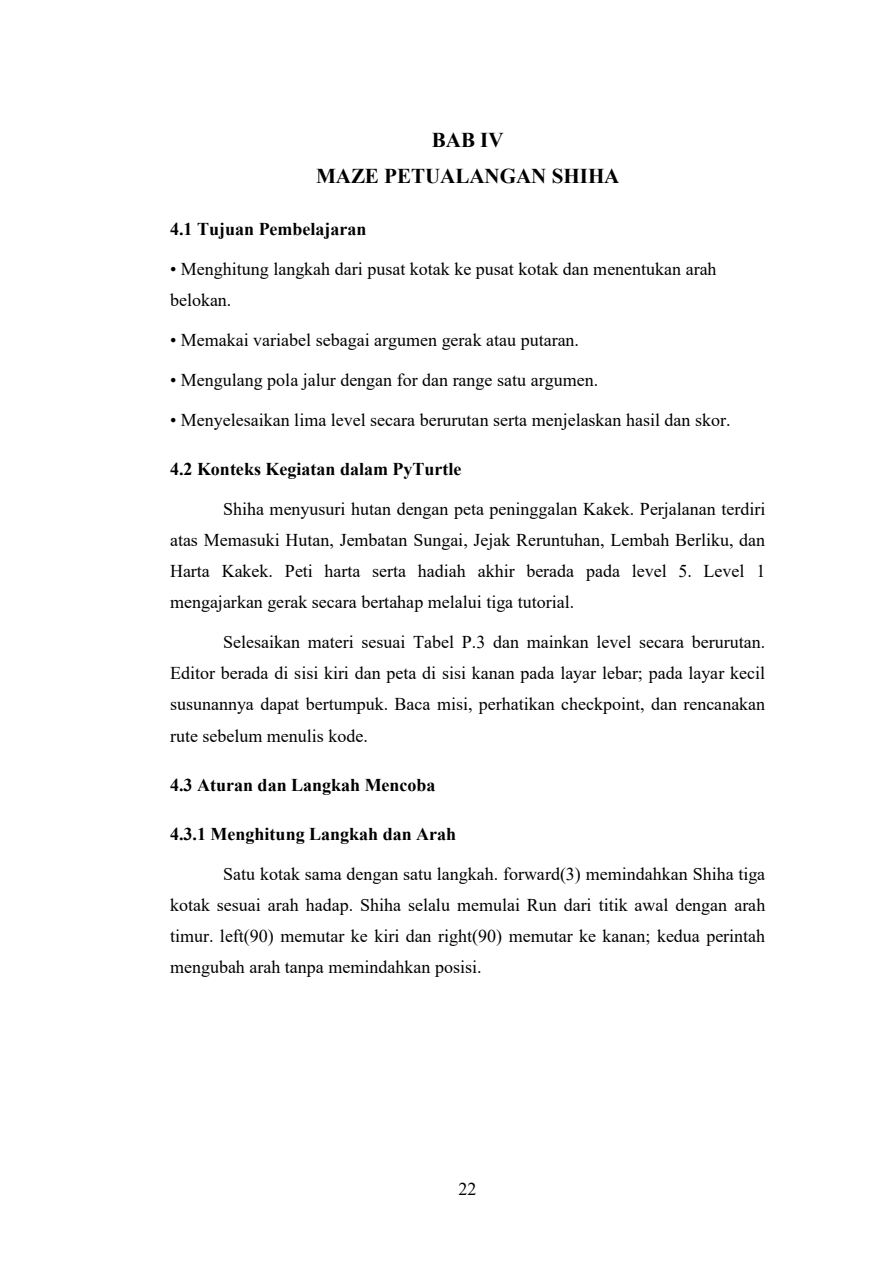 BAB IV
MAZE PETUALANGAN SHIHA
4.1 Tujuan Pembelajaran
• Menghitung langkah dari pusat kotak ke pusat kotak dan menentukan arah
belokan.
• Memakai variabel sebagai argumen gerak atau putaran.
• Mengulang pola jalur dengan for dan range satu argumen.
• Menyelesaikan lima level secara berurutan serta menjelaskan hasil dan skor.
4.2 Konteks Kegiatan dalam PyTurtle
Shiha menyusuri hutan dengan peta peninggalan Kakek. Perjalanan terdiri
atas Memasuki Hutan, Jembatan Sungai, Jejak Reruntuhan, Lembah Berliku, dan
Harta Kakek. Peti harta serta hadiah akhir berada pada level 5. Level 1
mengajarkan gerak secara bertahap melalui tiga tutorial.
Selesaikan materi sesuai Tabel P.3 dan mainkan level secara berurutan.
Editor berada di sisi kiri dan peta di sisi kanan pada layar lebar; pada layar kecil
susunannya dapat bertumpuk. Baca misi, perhatikan checkpoint, dan rencanakan
rute sebelum menulis kode.
4.3 Aturan dan Langkah Mencoba
4.3.1 Menghitung Langkah dan Arah
Satu kotak sama dengan satu langkah. forward(3) memindahkan Shiha tiga
kotak sesuai arah hadap. Shiha selalu memulai Run dari titik awal dengan arah
timur. left(90) memutar ke kiri dan right(90) memutar ke kanan; kedua perintah
mengubah arah tanpa memindahkan posisi.
22